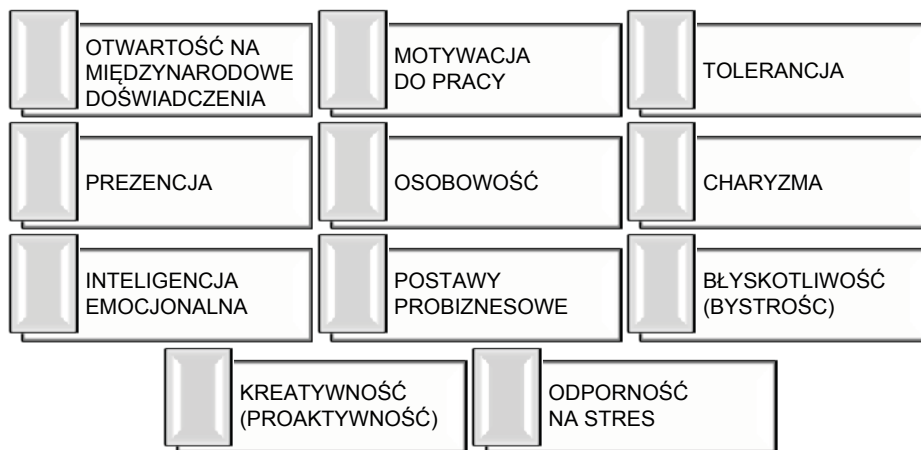 OTWARTOŚĆ NA
MIĘDZYNARODOWE
DOŚWIADCZENIA
MOTYWACJA
DO PRACY
TOLERANCJA
PREZENCJA
OSOBOWOŚĆ
CHARYZMA
INTELIGENCJA
EMOCJONALNA
POSTAWY
PROBIZNESOWE
BŁYSKOTLIWOŚĆ
(BYSTROŚC)
KREATYWNOŚĆ
(PROAKTYWNOŚĆ)
ODPORNOŚĆ
NA STRES